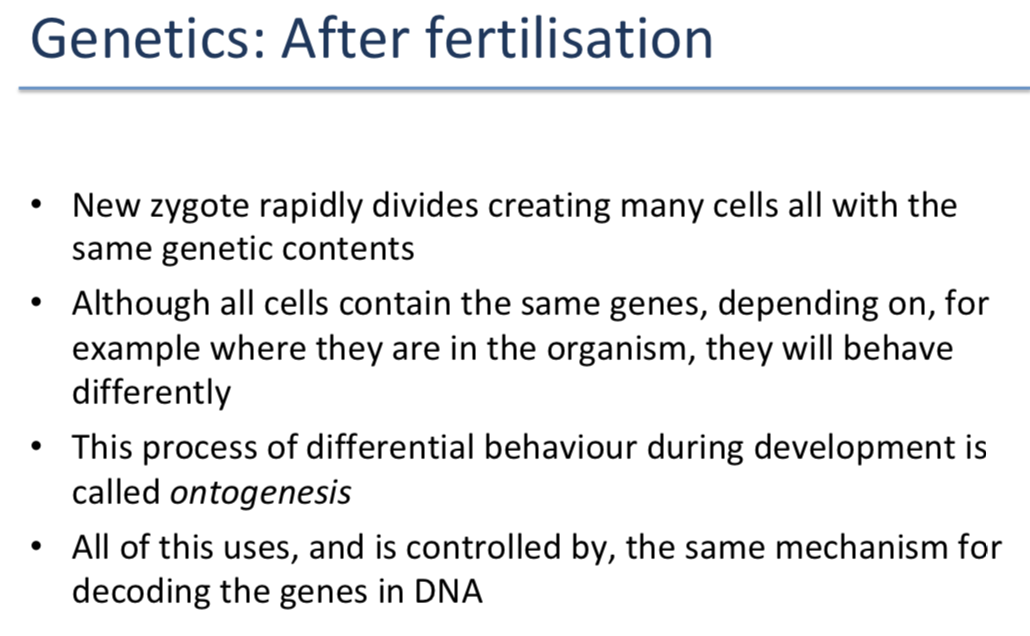 Genetics: After fertilisation
• New zygote rapidly divides creating many cells all with the
same genetic contents
• Although all cells contain the same genes, depending on, for
example where they are in the organism, they will behave
differently
• This process of differential behaviour during development is
called ontogenesis
• All of this uses, and is controlled by, the same mechanism for
decoding the genes in DNA